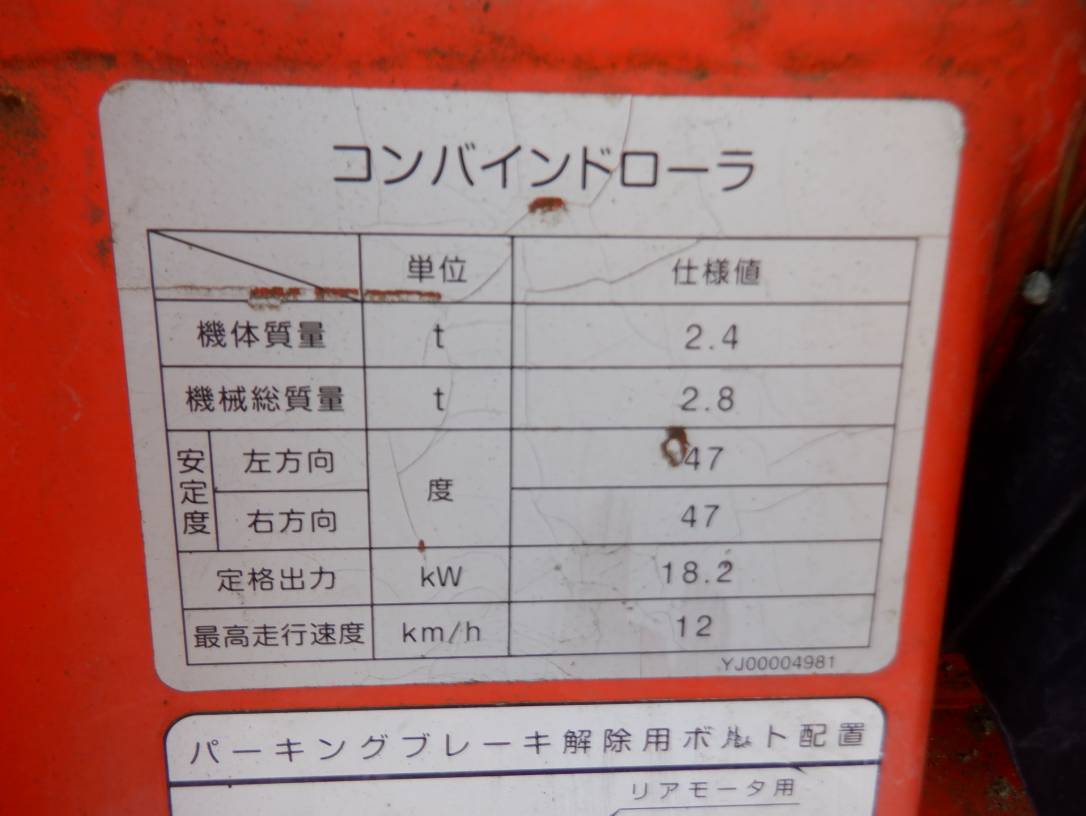 コンバインドローラ
単位 仕様値
機体質量 t 2.4
機械総質量 t 2.8
安定度 左方向 度 47
右方向 47
定格出力 kW 18.2
最高走行速度 km/h 12
YJ00004981
パーキングブレーキ解除用ボルト配置
リアモータ用